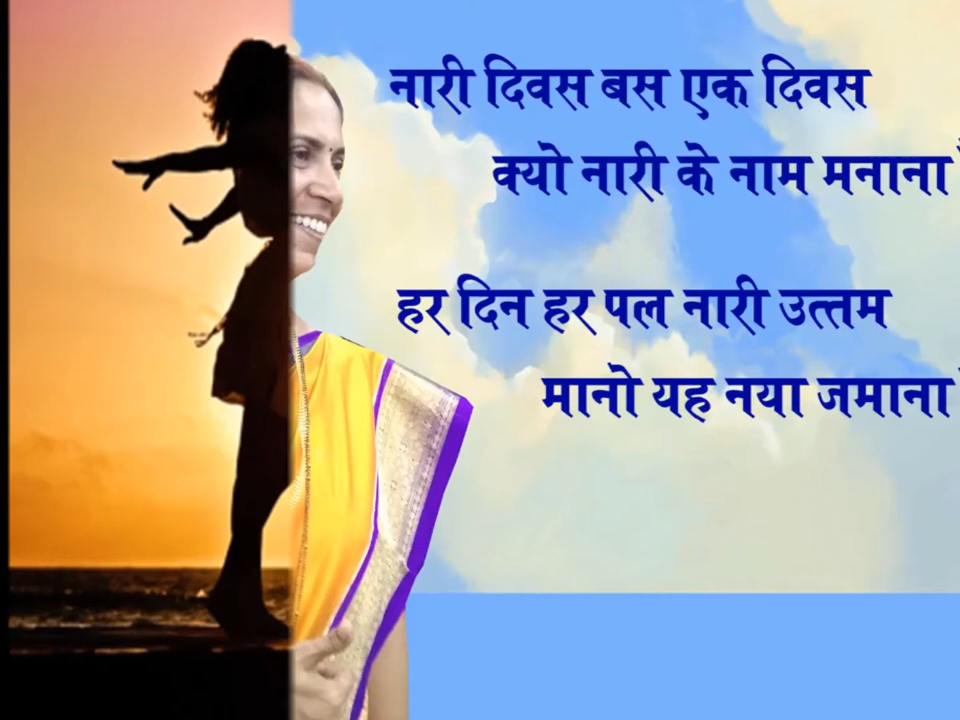 नारी दिवस बस एक दिवस
क्यो नारी के नाम मनाना
हर दिन हर पल नारी उत्तम
मानो यह नया जमाना